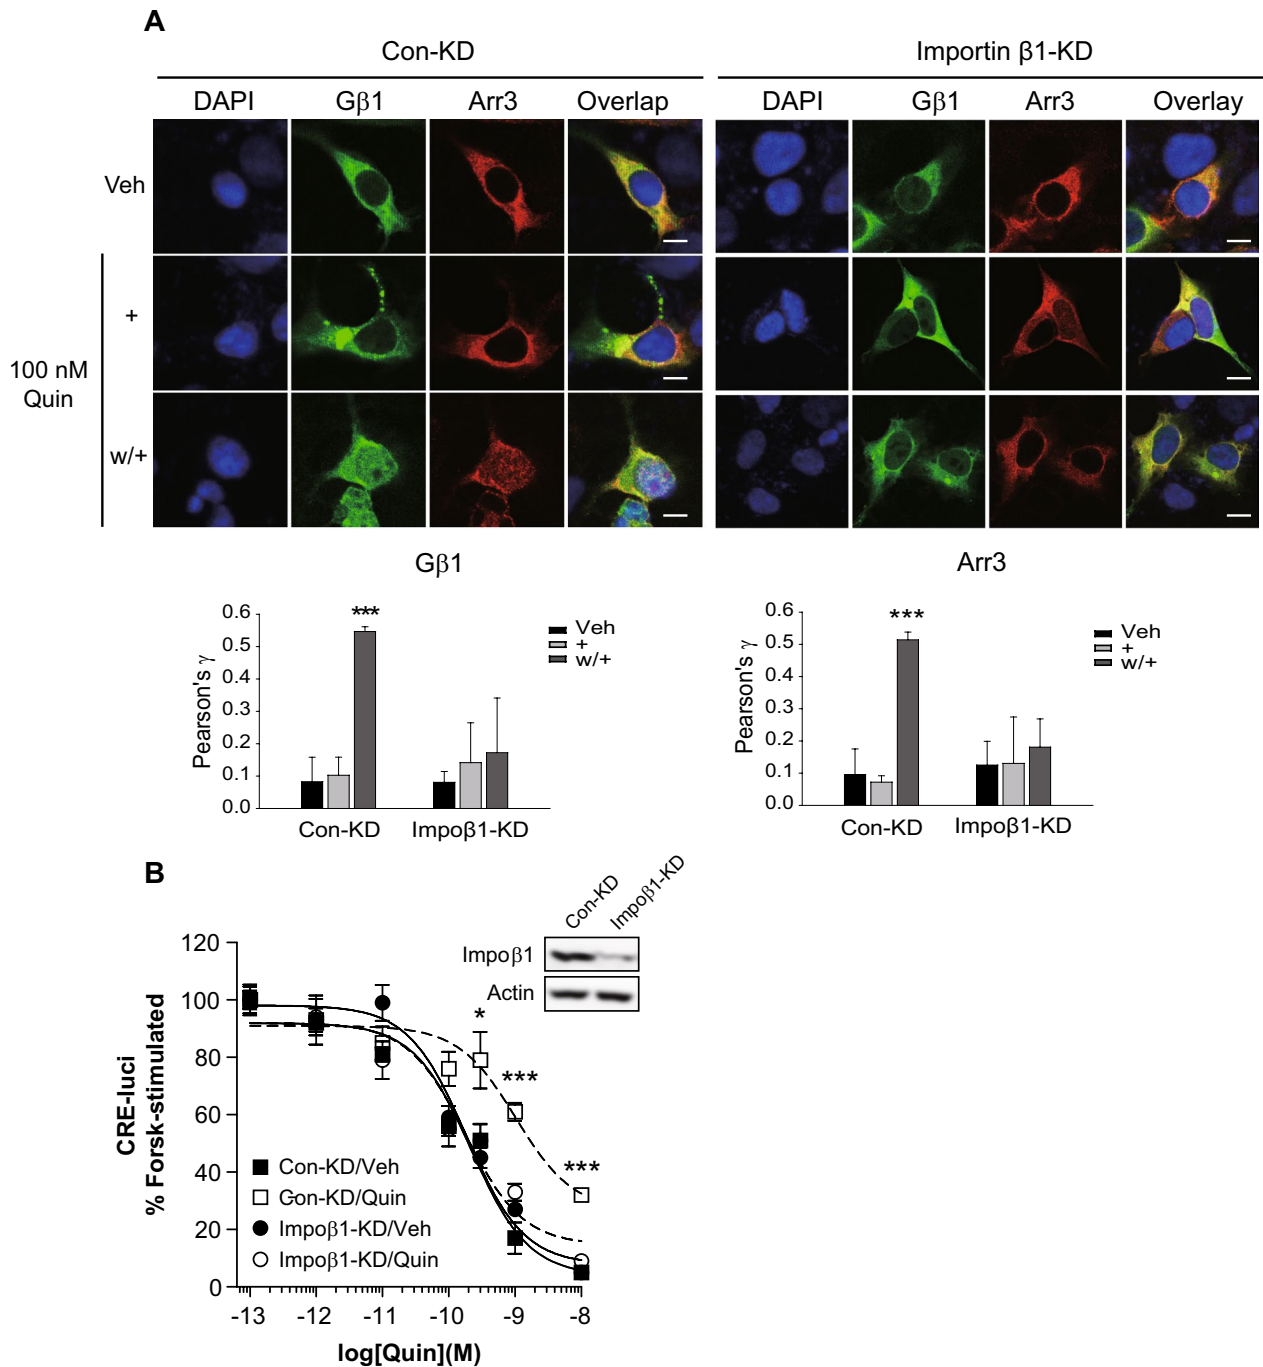 A
Con-KD
Importin β1-KD
DAPI Gβ1 Arr3 Overlap
DAPI Gβ1 Arr3 Overlay
Veh
+
100 nM
Quin
w/+
Gβ1
Arr3
0.6
0.5
0.4
0.3
0.2
0.1
0.0
Pearson's γ
***
Veh
+
w/+
Con-KD Impoβ1-KD
0.6
0.5
0.4
0.3
0.2
0.1
0.0
Pearson's γ
***
Veh
+
w/+
Con-KD Impoβ1-KD
B
Con-KD Impoβ1-KD
Impoβ1
Actin
CRE-luci
% Forsk-stimulated
120
100
80
60
40
20
0
*
***
***
Con-KD/Veh
Con-KD/Quin
Impoβ1-KD/Veh
Impoβ1-KD/Quin
-13 -12 -11 -10 -9 -8
log[Quin](M)